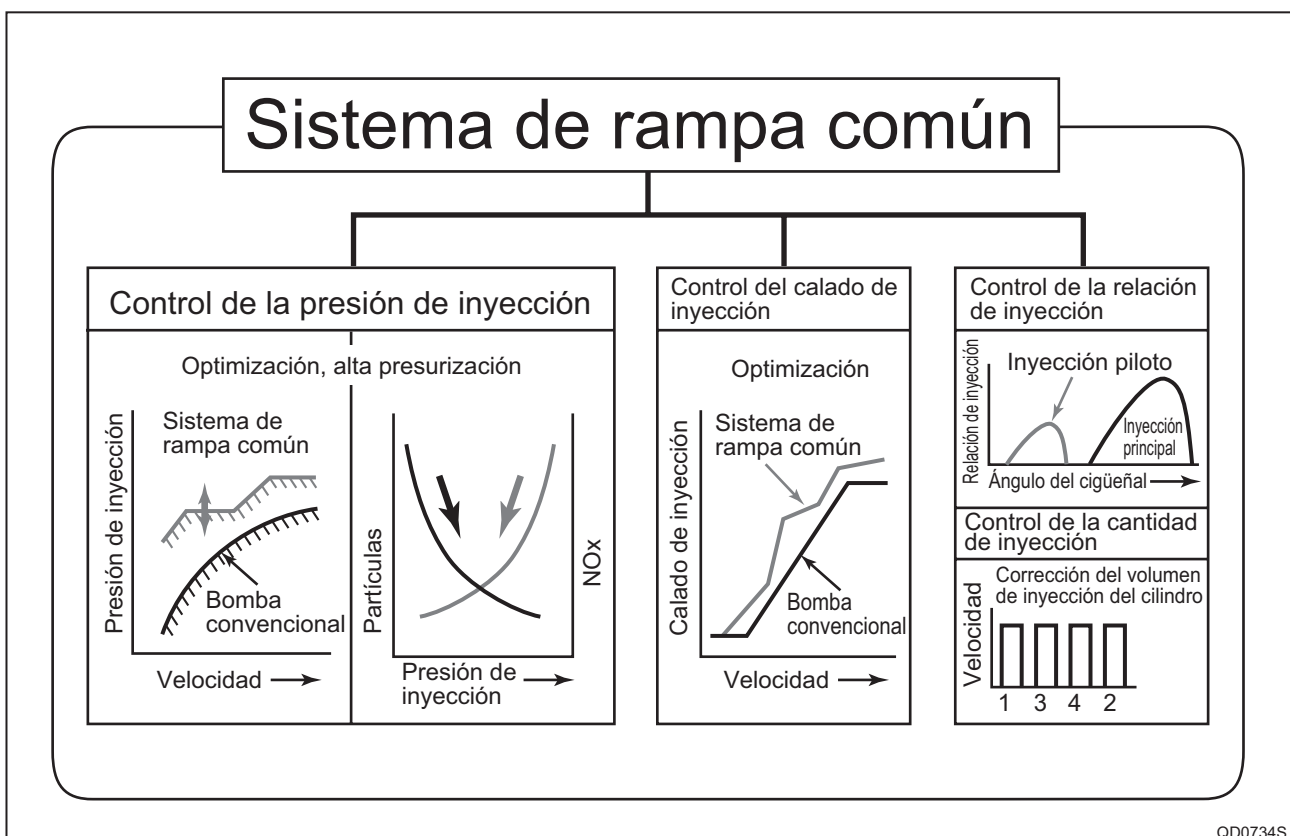 Sistema de rampa común
Control de la presión de inyección
Optimización, alta presurización
Presión de inyección
Sistema de
rampa común
Bomba
convencional
Velocidad
Partículas
NOx
Presión de
inyección
Control del calado de
inyección
Optimización
Calado de inyección
Sistema de
rampa común
Bomba
convencional
Velocidad
Control de la relación
de inyección
Relación de inyección
Inyección piloto
Inyección
principal
Ángulo del cigüeñal
Control de la cantidad
de inyección
Corrección del volumen
de inyección del cilindro
Velocidad
1 3 4 2
QD0734S